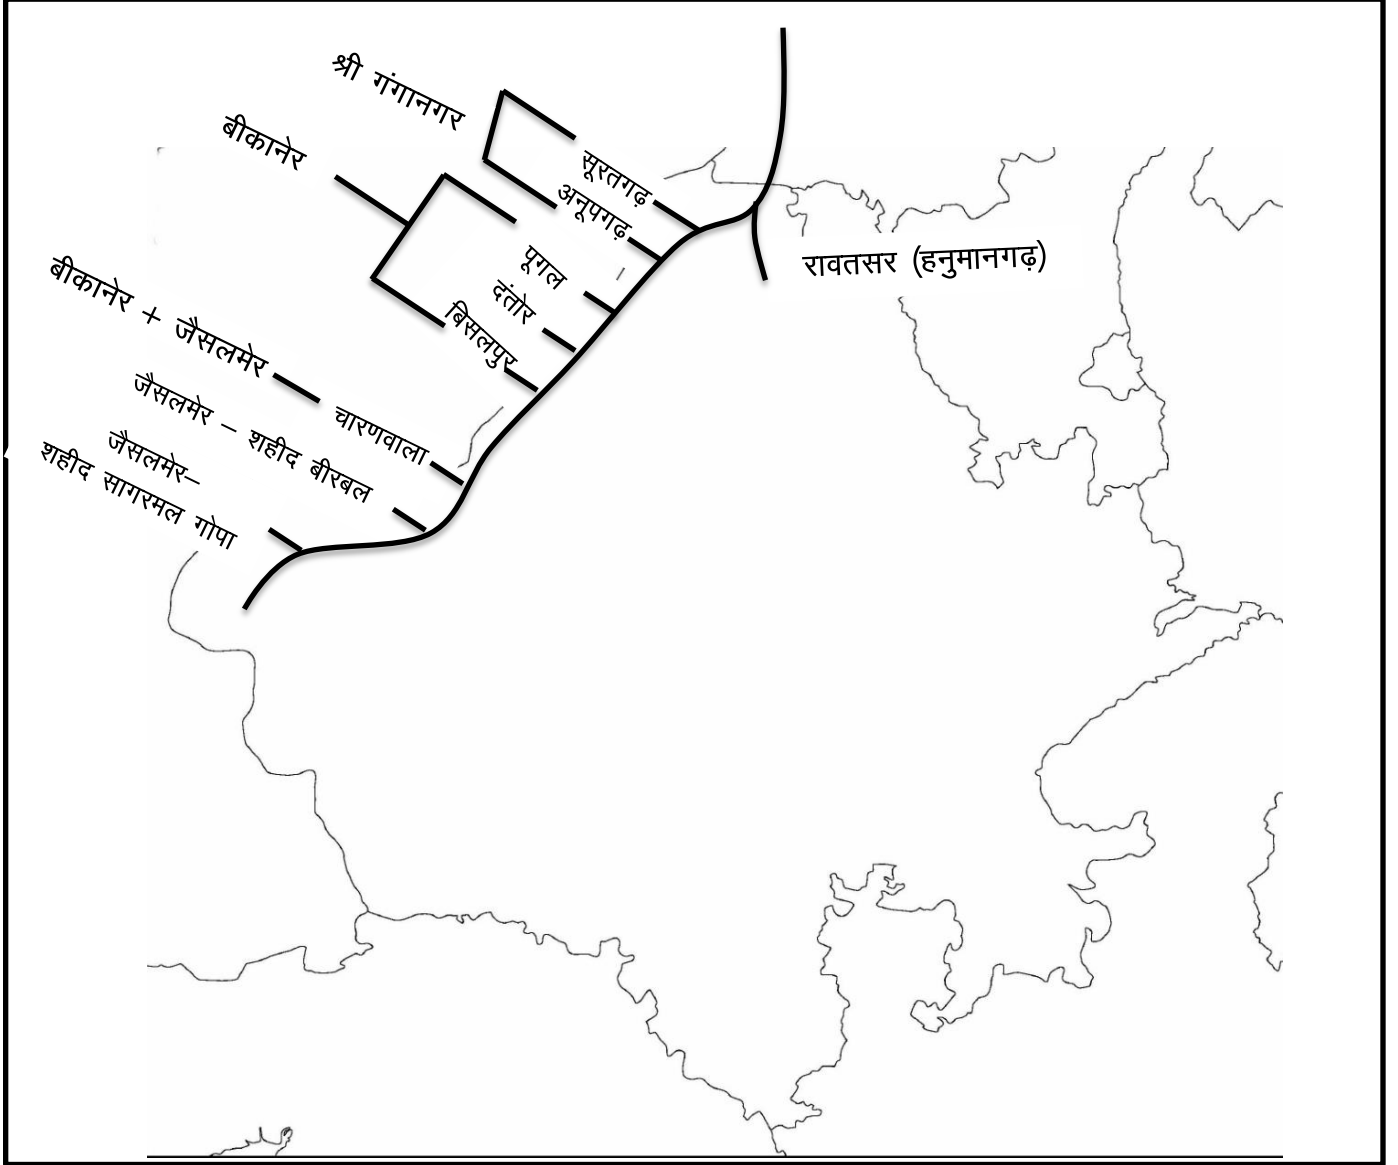 श्री गंगानगर
सूरतगढ़
अनूपगढ़
बीकानेर
पूगल
दंतोर
बिसलपुर
रावतसर (हनुमानगढ़)
बीकानेर + जैसलमेर
चारणवाला
जैसलमेर – शहीद बीरबल
जैसलमेर–
शहीद सागरमल गोपा